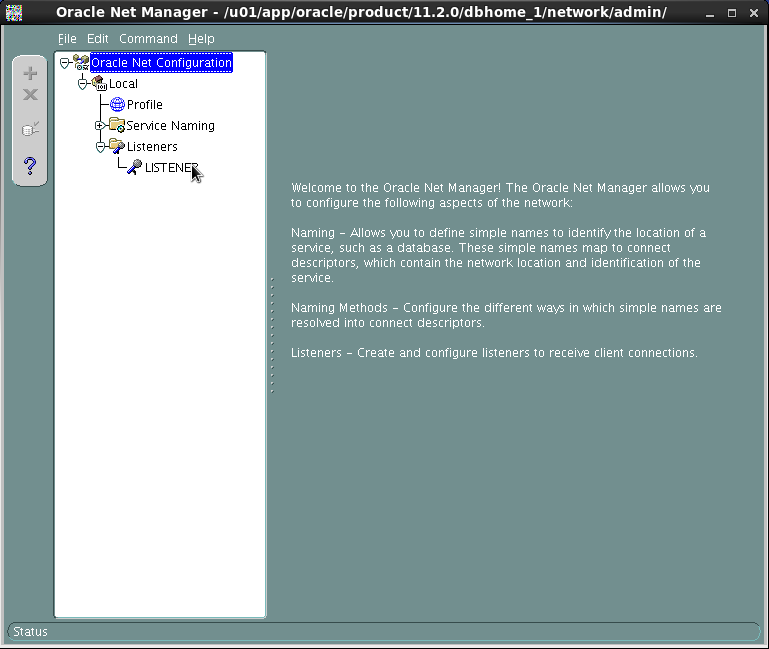 Oracle Net Manager - /u01/app/oracle/product/11.2.0/dbhome_1/network/admin/
File Edit Command Help
Oracle Net Configuration
Local
Profile
Service Naming
Listeners
LISTENER
Welcome to the Oracle Net Manager! The Oracle Net Manager allows you
to configure the following aspects of the network:
Naming – Allows you to define simple names to identify the location of a
service, such as a database. These simple names map to connect
descriptors, which contain the network location and identification of the
service.
Naming Methods – Configure the different ways in which simple names are
resolved into connect descriptors.
Listeners – Create and configure listeners to receive client connections.
Status